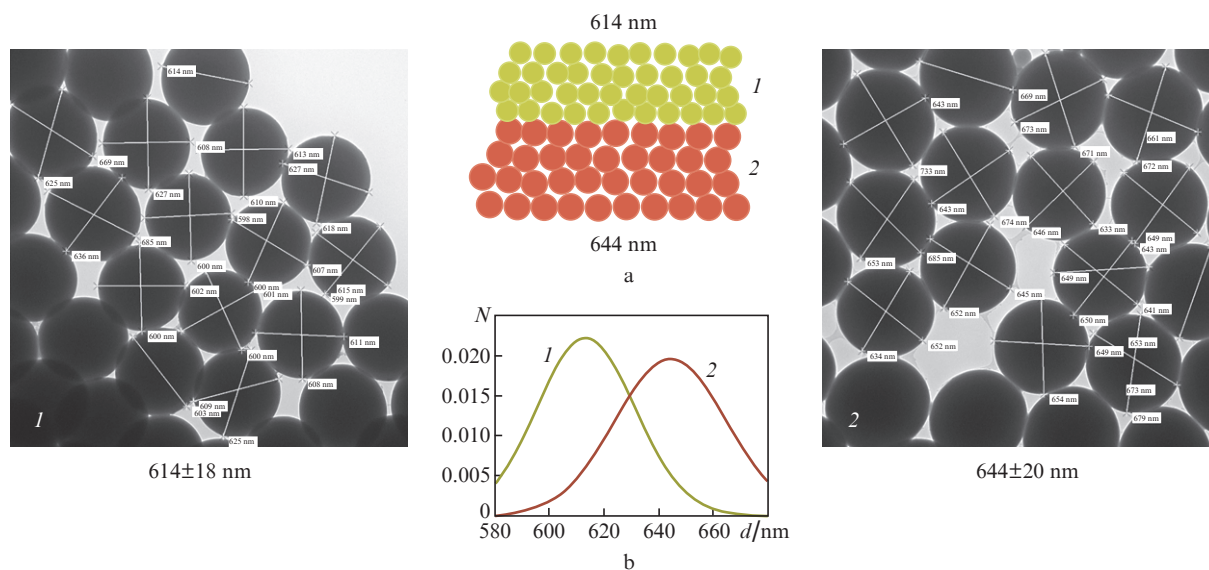 614 nm
614 nm
608 nm
613 nm
627 nm
669 nm
625 nm
627 nm
610 nm
598 nm
618 nm
685 nm
636 nm
600 nm
607 nm
602 nm
600 nm
601 nm
615 nm
599 nm
600 nm
611 nm
600 nm
608 nm
609 nm
603 nm
625 nm
1
614±18 nm
1
2
644 nm
a
N
0.020
0.015
0.010
0.005
0
1
2
580 600 620 640 660 d/nm
b
669 nm
643 nm
673 nm
661 nm
671 nm
672 nm
733 nm
643 nm
674 nm
646 nm
633 nm
649 nm
643 nm
685 nm
653 nm
649 nm
645 nm
641 nm
652 nm
650 nm
652 nm
653 nm
634 nm
649 nm
673 nm
654 nm
679 nm
2
644±20 nm